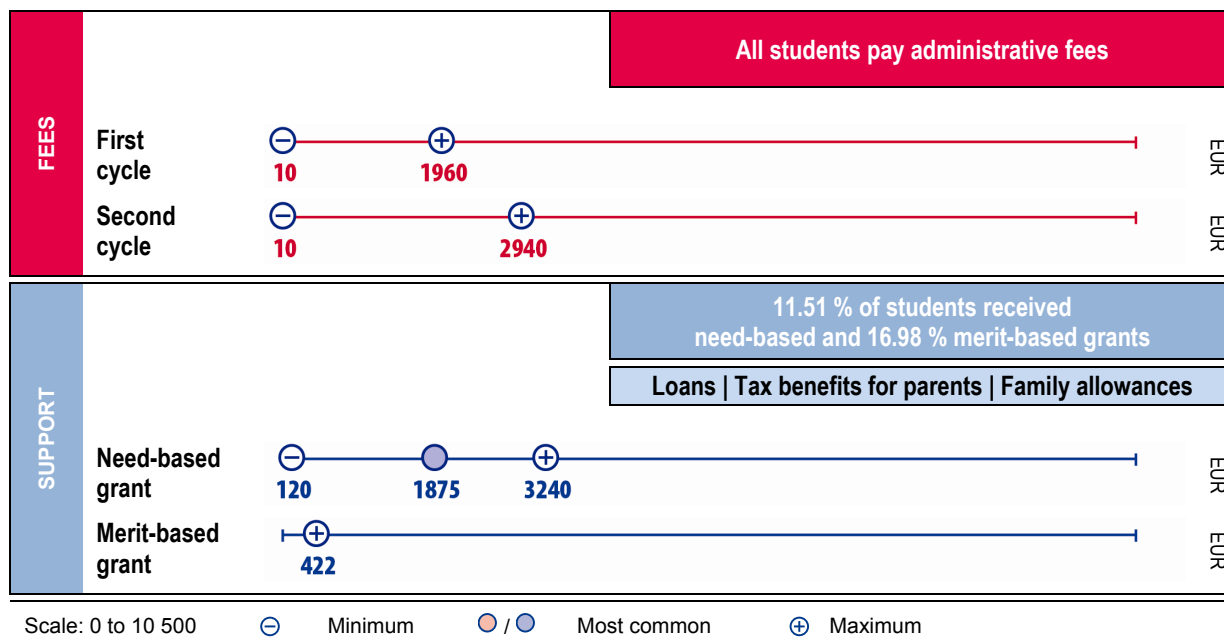 FEES
All students pay administrative fees
First
cycle
10
1960
EUR
Second
cycle
10
2940
EUR
SUPPORT
11.51 % of students received
need-based and 16.98 % merit-based grants
Loans | Tax benefits for parents | Family allowances
Need-based
grant
120
1875
3240
EUR
Merit-based
grant
422
EUR
Scale: 0 to 10 500 Minimum / Most common Maximum